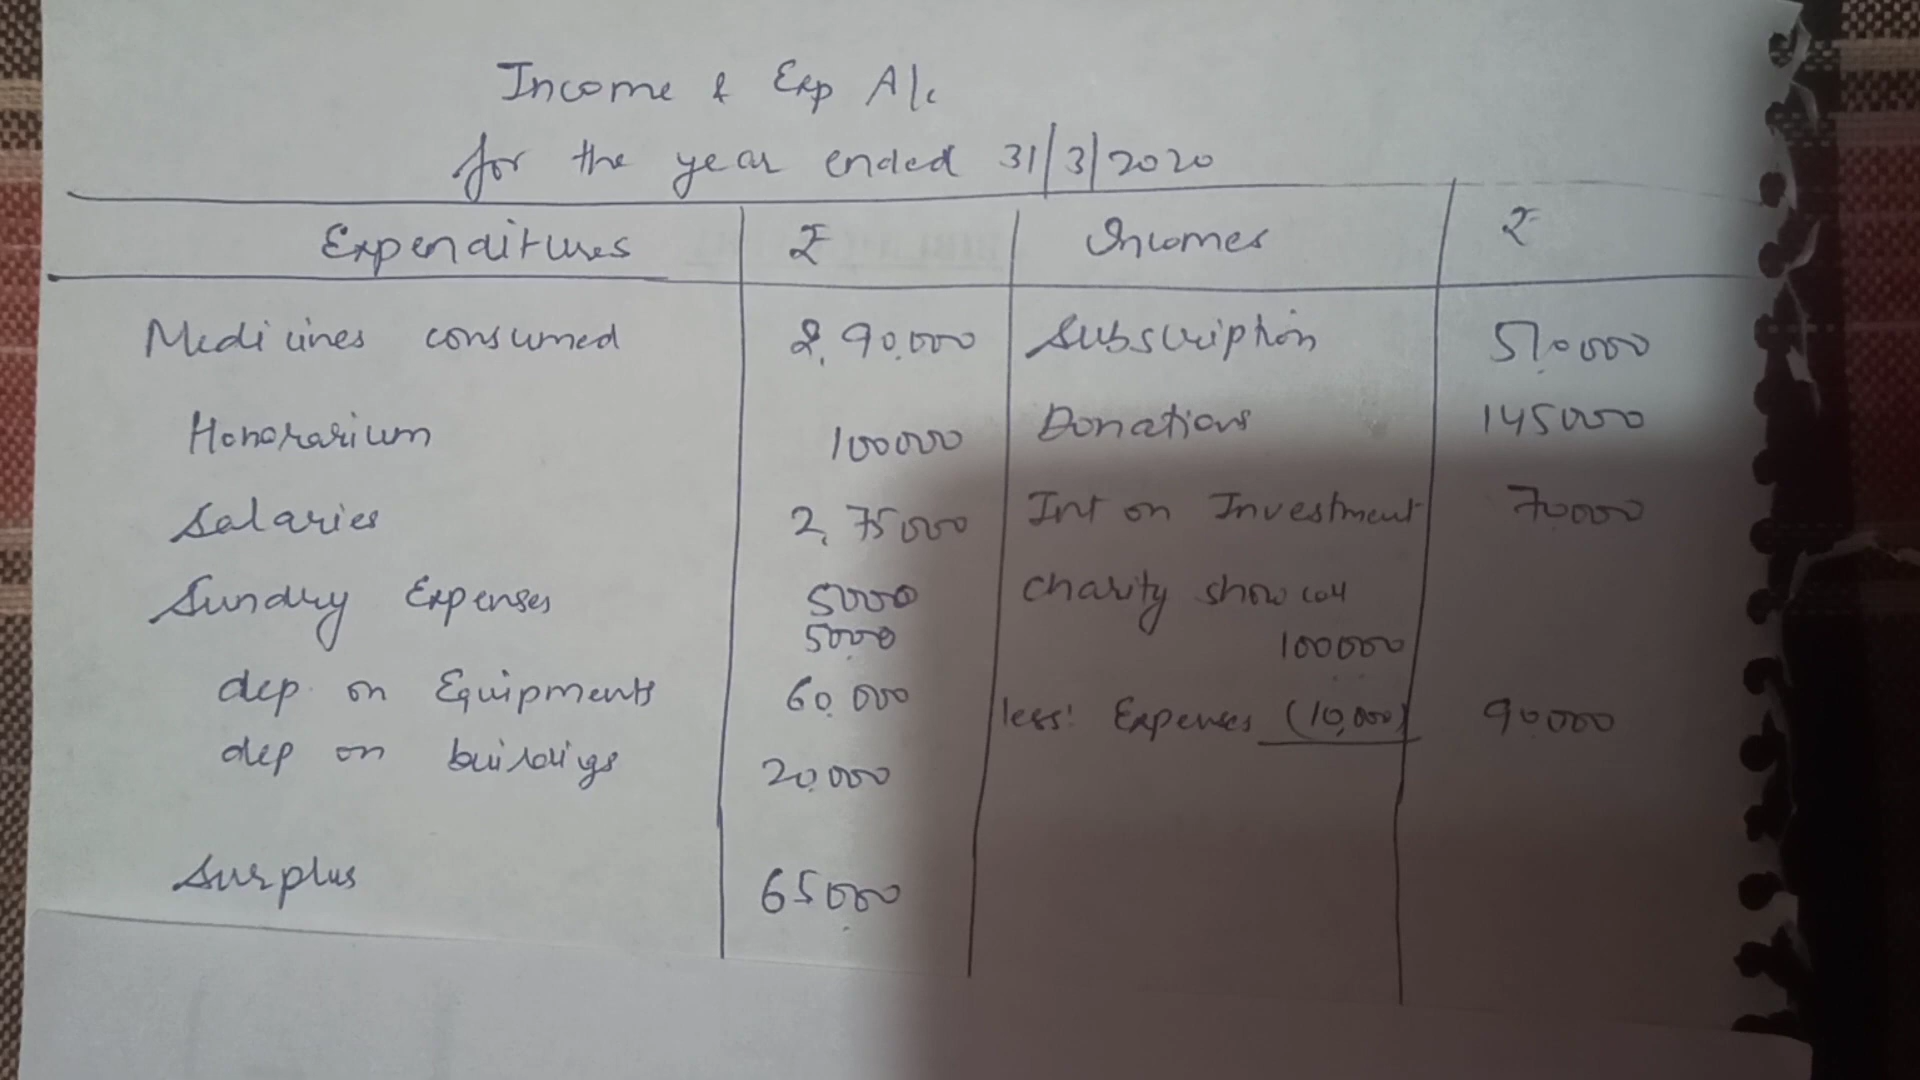 Income & Exp A/c
for the year ended 31/3/2020
Expenditures ₹ Incomes ₹
Medicines consumed 2,90,000 Subscription 510000
Honorarium 100000 Donations 145000
Salaries 2,75000 Int on Investment 70000
Sundry Expenses 5000 Charity show
5000 100000
dep. on Equipments 60,000 less: Expenses (10,000) 90000
dep on buildings 20,000
Surplus 65000